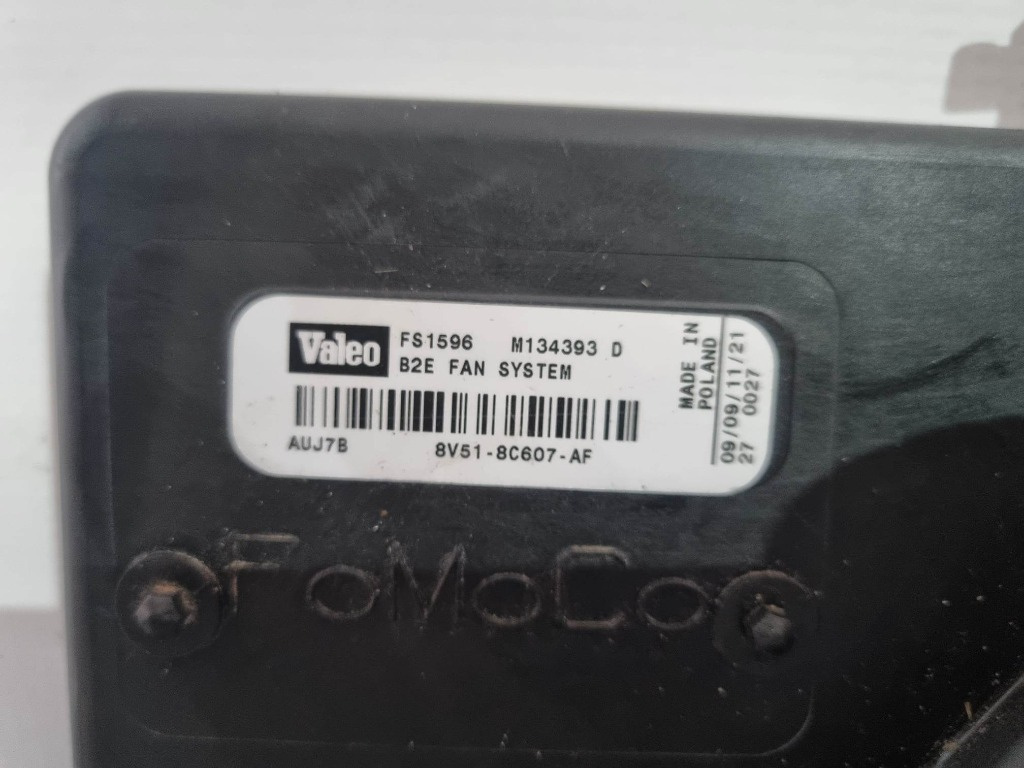 Valeo FS1596 M134393 D
B2E FAN SYSTEM
AUJ7B 8V51-8C607-AF
MADE IN
POLAND
09/09/11/21
27 0027
FoMoCo